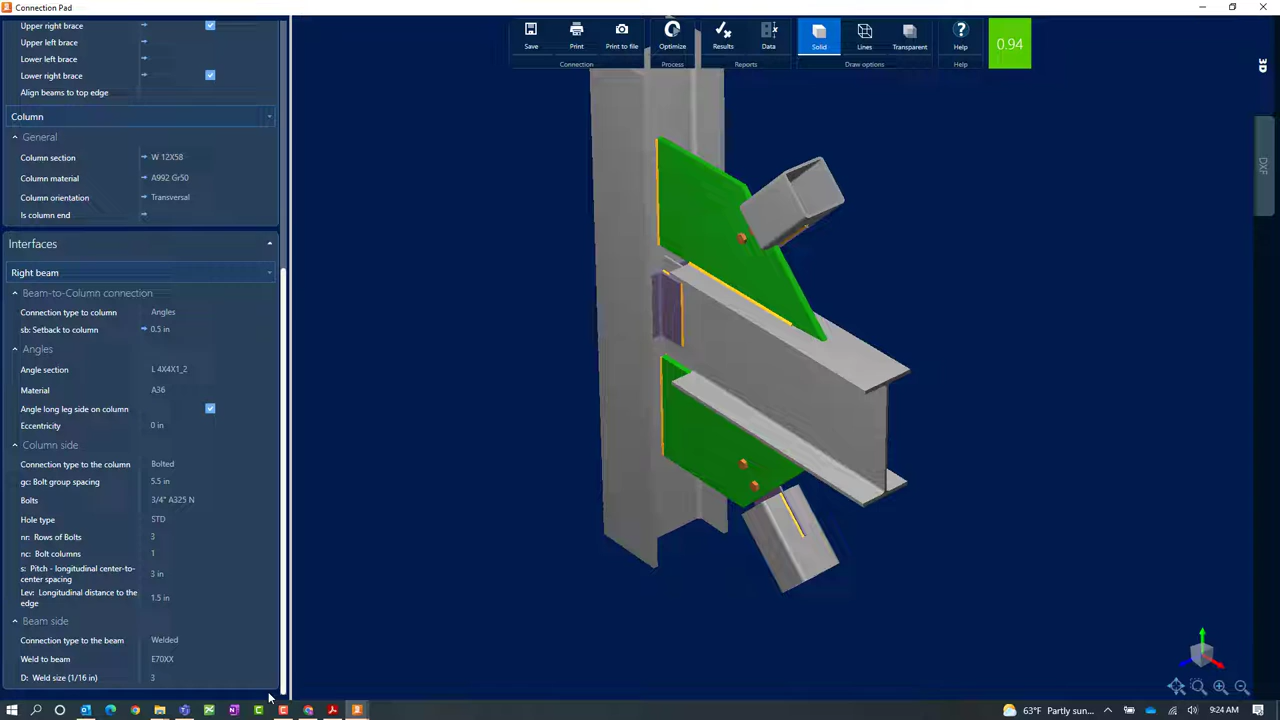 Connection Pad
Upper right brace
Upper left brace
Lower left brace
Lower right brace
Align beams to top edge
Column
General
Column section W 12X58
Column material A992 Gr50
Column orientation Transversal
Is column end
Interfaces
Right beam
Beam-to-Column connection
Connection type to column Angles
sb: Setback to column 0.5 in
Angles
Angle section L 4X4X1_2
Material A36
Angle long leg side on column
Eccentricity 0 in
Column side
Connection type to the column Bolted
gc: Bolt group spacing 5.5 in
Bolts 3/4" A325 N
Hole type STD
nr: Rows of Bolts 3
nc: Bolt columns 1
s: Pitch - longitudinal center-to-
center spacing 3 in
Lev: Longitudinal distance to the
edge 1.5 in
Beam side
Connection type to the beam Welded
Weld to beam E70XX
D: Weld size (1/16 in) 3
Save Print Print to file Optimize Results Data Solid Lines Transparent Help
Connection Process Reports Draw options Help
0.94
3D
DXF
63°F Partly sun...
9:24 AM